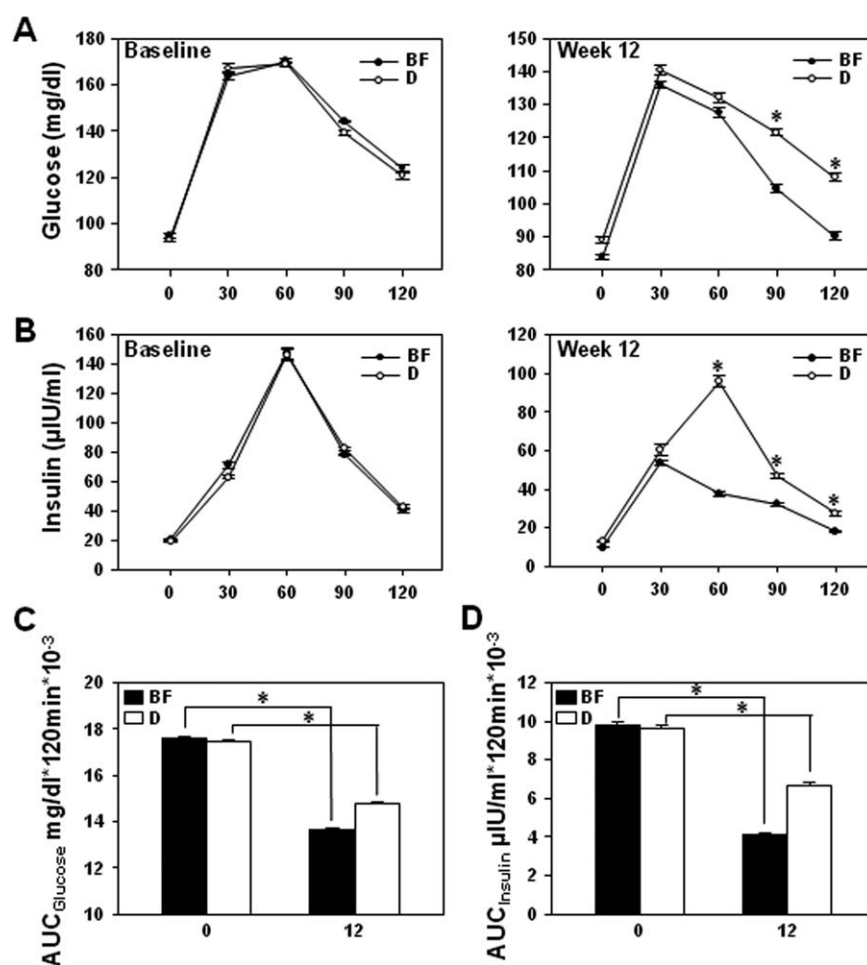 A
Glucose (mg/dl)
Baseline
BF
D
180
160
140
120
100
80
0 30 60 90 120
Week 12
BF
D
150
140
130
120
110
100
90
80
*
*
0 30 60 90 120
B
Insulin (µIU/ml)
Baseline
BF
D
160
140
120
100
80
60
40
20
0
0 30 60 90 120
Week 12
BF
D
120
100
80
60
40
20
0
*
*
*
0 30 60 90 120
C
AUCGlucose mg/dl*120min*10-3
BF
D
20
18
16
14
12
10
*
*
0 12
D
AUCInsulin µIU/ml*120min*10-3
BF
D
12
10
8
6
4
2
0
*
*
0 12